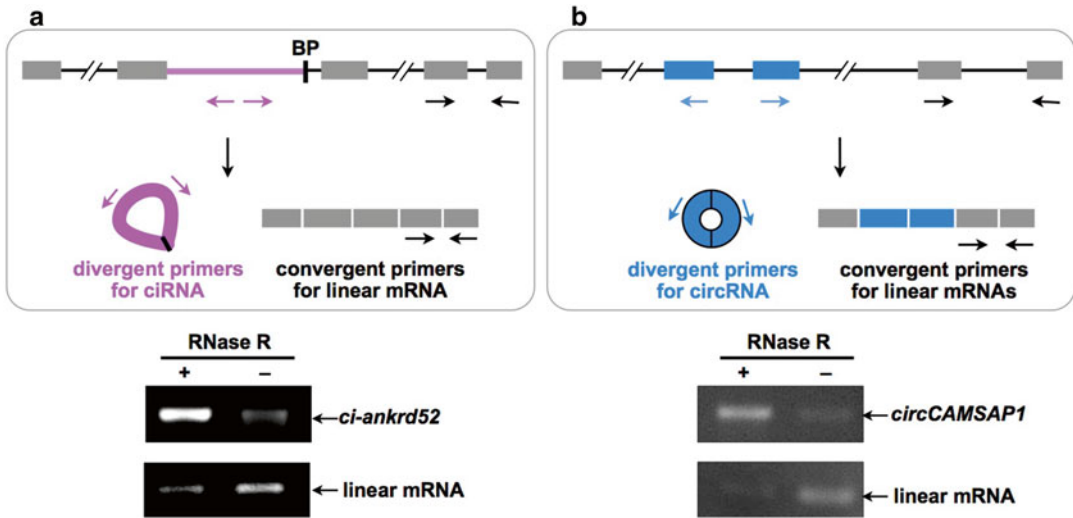 a
BP
divergent primers
for ciRNA
convergent primers
for linear mRNA
RNase R
+ –
ci-ankrd52
linear mRNA
b
divergent primers
for circRNA
convergent primers
for linear mRNAs
RNase R
+ –
circCAMSAP1
linear mRNA